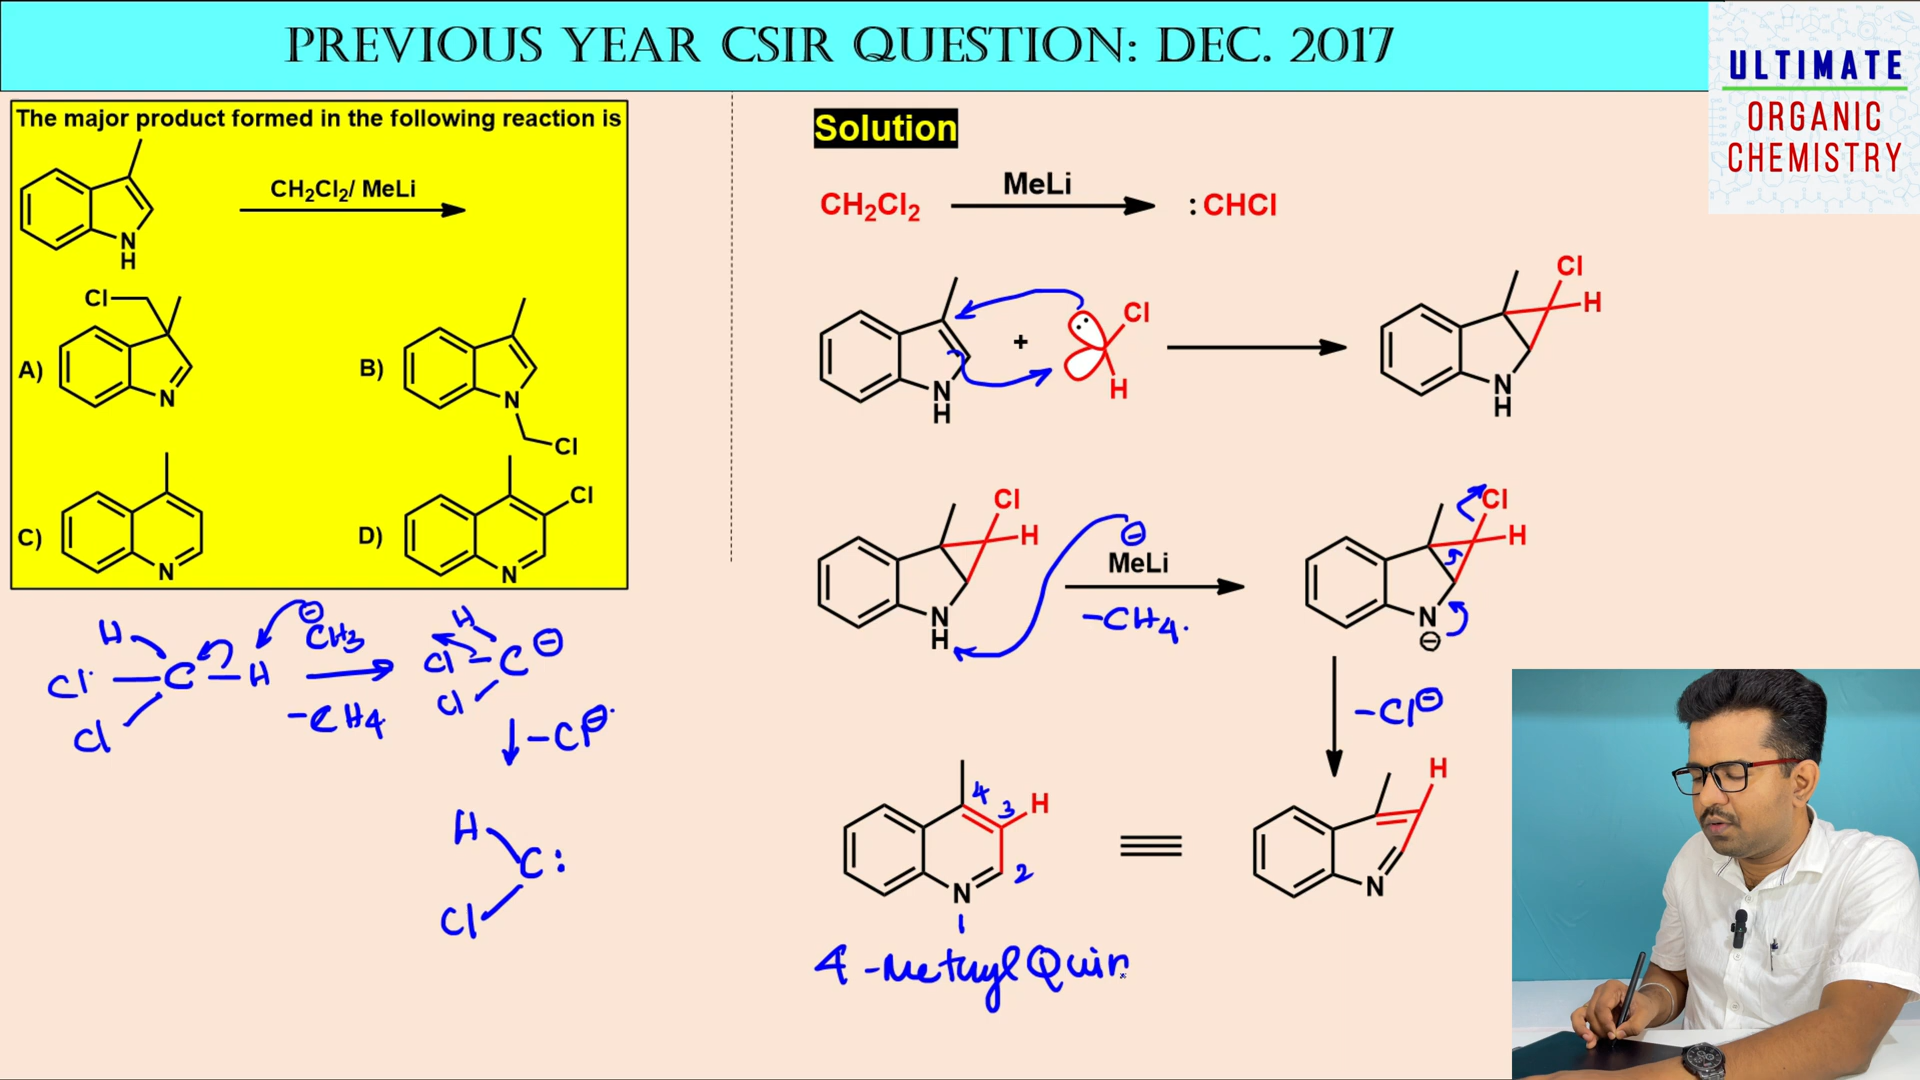 PREVIOUS YEAR CSIR QUESTION: DEC. 2017
ULTIMATE
ORGANIC
CHEMISTRY
The major product formed in the following reaction is
CH₂Cl₂/ MeLi
N
H
A)
Cl
N
B)
N
Cl
C)
N
D)
Cl
N
H
Cl
Cl
C
H
⊖
CH₃
-CH₄
H
Cl
Cl
C
⊖
-Cl⊖
H
Cl
C:
Solution
CH₂Cl₂
MeLi
:CHCl
N
H
+
Cl
H
Cl
H
N
H
Cl
H
N
H
⊖
MeLi
-CH₄.
Cl
H
N
⊖
-Cl⊖
H
N
4
3
H
2
N
1
4-Methyl Quin